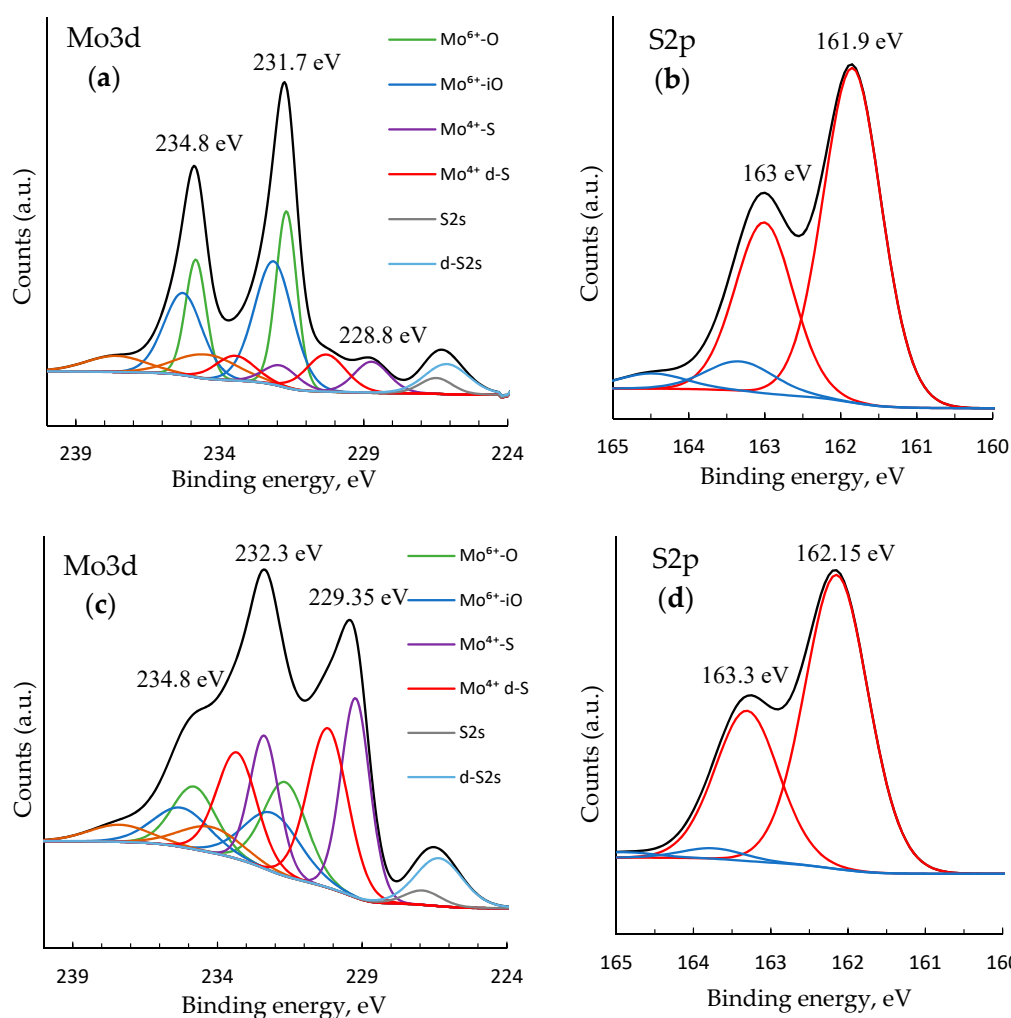 Mo3d
(a)
231.7 eV
234.8 eV
228.8 eV
Mo⁶⁺-O
Mo⁶⁺-iO
Mo⁴⁺-S
Mo⁴⁺ d-S
S2s
d-S2s
Counts (a.u.)
239
234
229
224
Binding energy, eV
S2p
(b)
161.9 eV
163 eV
Counts (a.u.)
165
164
163
162
161
160
Binding energy, eV
Mo3d
(c)
232.3 eV
229.35 eV
234.8 eV
Mo⁶⁺-O
Mo⁶⁺-iO
Mo⁴⁺-S
Mo⁴⁺ d-S
S2s
d-S2s
Counts (a.u.)
239
234
229
224
Binding energy, eV
S2p
(d)
162.15 eV
163.3 eV
Counts (a.u.)
165
164
163
162
161
160
Binding energy, eV